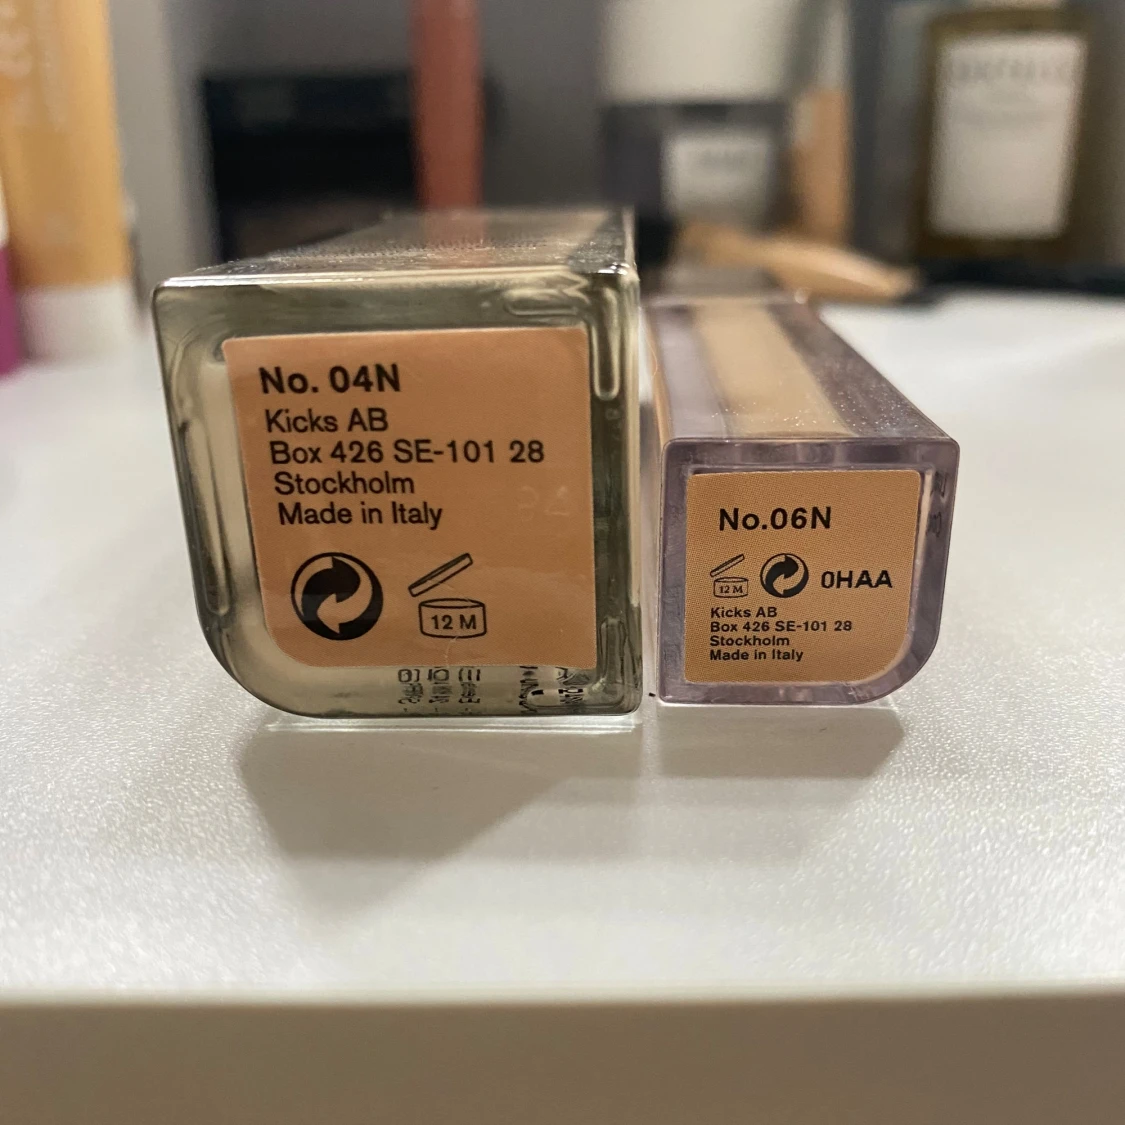 No. 04N
Kicks AB
Box 426 SE-101 28
Stockholm
Made in Italy
12 M
No.06N
12 M
0HAA
Kicks AB
Box 426 SE-101 28
Stockholm
Made in Italy